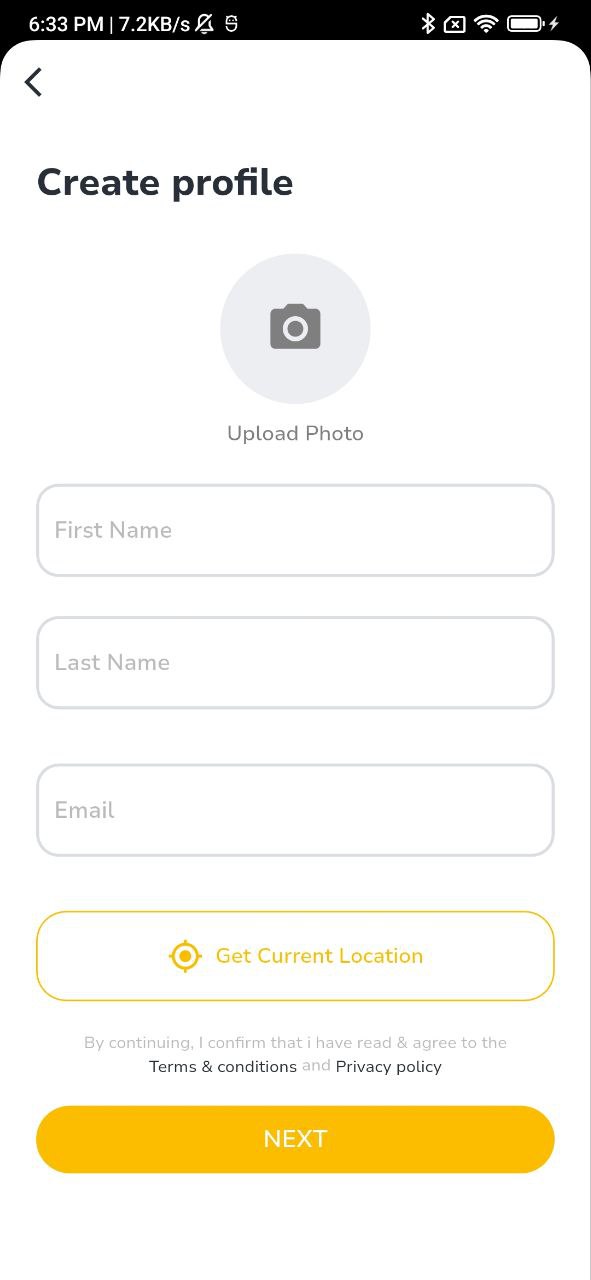 6:33 PM | 7.2KB/s
Create profile
Upload Photo
First Name
Last Name
Email
Get Current Location
By continuing, I confirm that i have read & agree to the
Terms & conditions and Privacy policy
NEXT